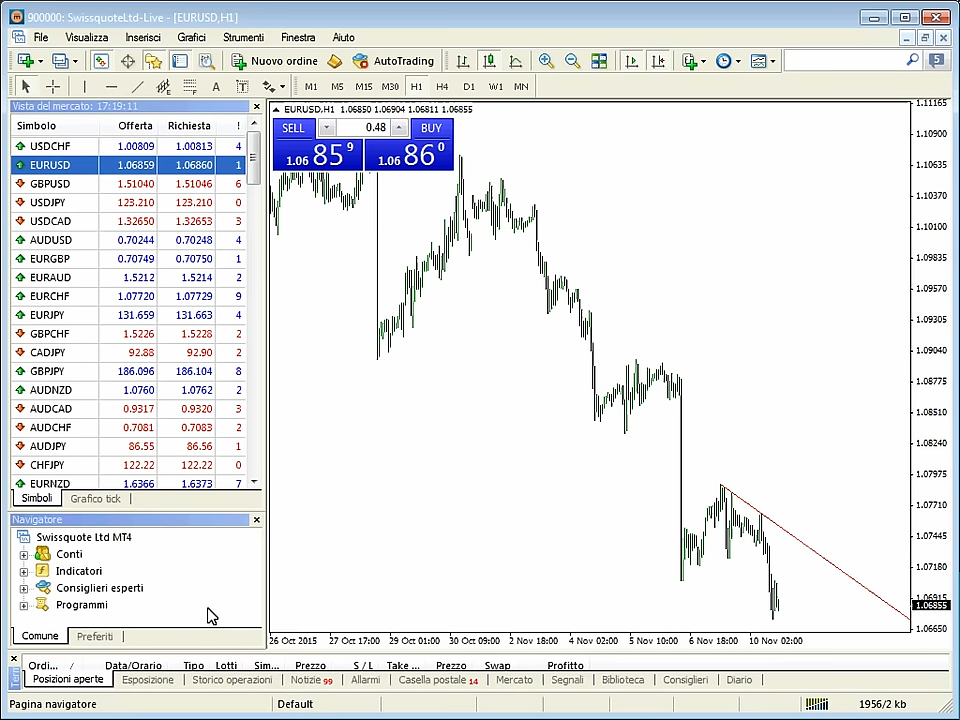 900000: SwissquoteLtd-Live - [EURUSD,H1]
File Visualizza Inserisci Grafici Strumenti Finestra Aiuto
Nuovo ordine AutoTrading 5
A T M1 M5 M15 M30 H1 H4 D1 W1 MN
Vista del mercato: 17:19:11
Simbolo Offerta Richiesta !
USDCHF 1.00809 1.00813 4
EURUSD 1.06859 1.06860 1
GBPUSD 1.51040 1.51046 6
USDJPY 123.210 123.210 0
USDCAD 1.32650 1.32653 3
AUDUSD 0.70244 0.70248 4
EURGBP 0.70749 0.70750 1
EURAUD 1.5212 1.5214 2
EURCHF 1.07720 1.07729 9
EURJPY 131.659 131.663 4
GBPCHF 1.5226 1.5228 2
CADJPY 92.88 92.90 2
GBPJPY 186.096 186.104 8
AUDNZD 1.0760 1.0762 2
AUDCAD 0.9317 0.9320 3
AUDCHF 0.7081 0.7083 2
AUDJPY 86.55 86.56 1
CHFJPY 122.22 122.22 0
EURNZD 1.6366 1.6373 7
Simboli Grafico tick
Navigatore
Swissquote Ltd MT4
Conti
Indicatori
Consiglieri esperti
Programmi
Comune Preferiti
EURUSD,H1 1.06850 1.06904 1.06811 1.06855
SELL 0.48 BUY
1.06 85 9 1.06 86 0
1.11165
1.10900
1.10635
1.10370
1.10100
1.09835
1.09570
1.09305
1.09040
1.08775
1.08510
1.08240
1.07975
1.07710
1.07445
1.07180
1.06915
1.06855
1.06650
26 Oct 2015 27 Oct 17:00 29 Oct 01:00 30 Oct 09:00 2 Nov 18:00 4 Nov 02:00 5 Nov 10:00 6 Nov 18:00 10 Nov 02:00
Ordi... / Data/Orario Tipo Lotti Sim... Prezzo S / L Take ... Prezzo Swap Profitto
Posizioni aperte Esposizione Storico operazioni Notizie 99 Allarmi Casella postale 14 Mercato Segnali Biblioteca Consiglieri Diario
Pagina navigatore Default 1956/2 kb